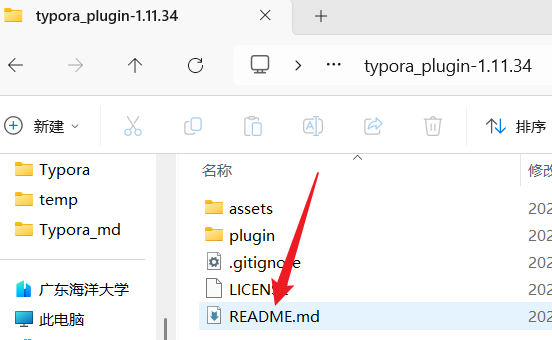 typora_plugin-1.11.34
typora_plugin-1.11.34
新建
排序
名称
修改
Typora
temp
Typora_md
广东海洋大学
此电脑
assets
202
plugin
202
.gitignore
202
LICENSE
202
README.md
202